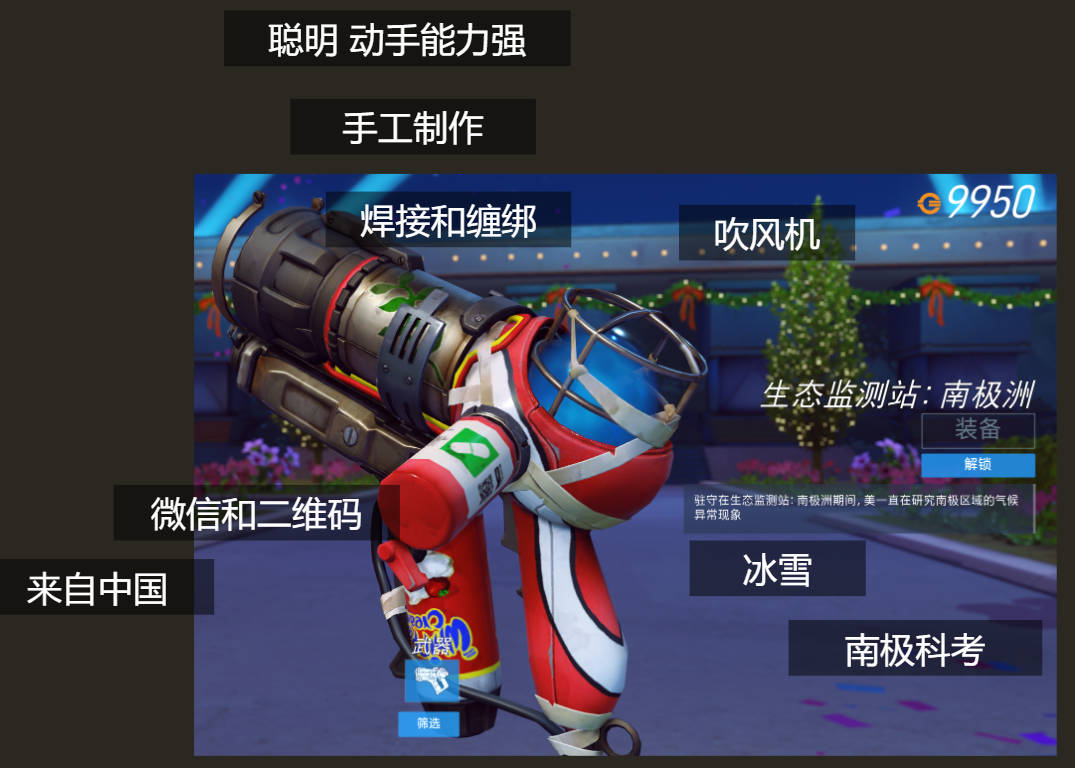 聪明 动手能力强
手工制作
焊接和缠绑
9950
吹风机
生态监测站：南极洲
装备
解锁
驻守在生态监测站：南极洲期间，美一直在研究南极区域的气候
异常现象
微信和二维码
冰雪
来自中国
南极科考
武器
筛选